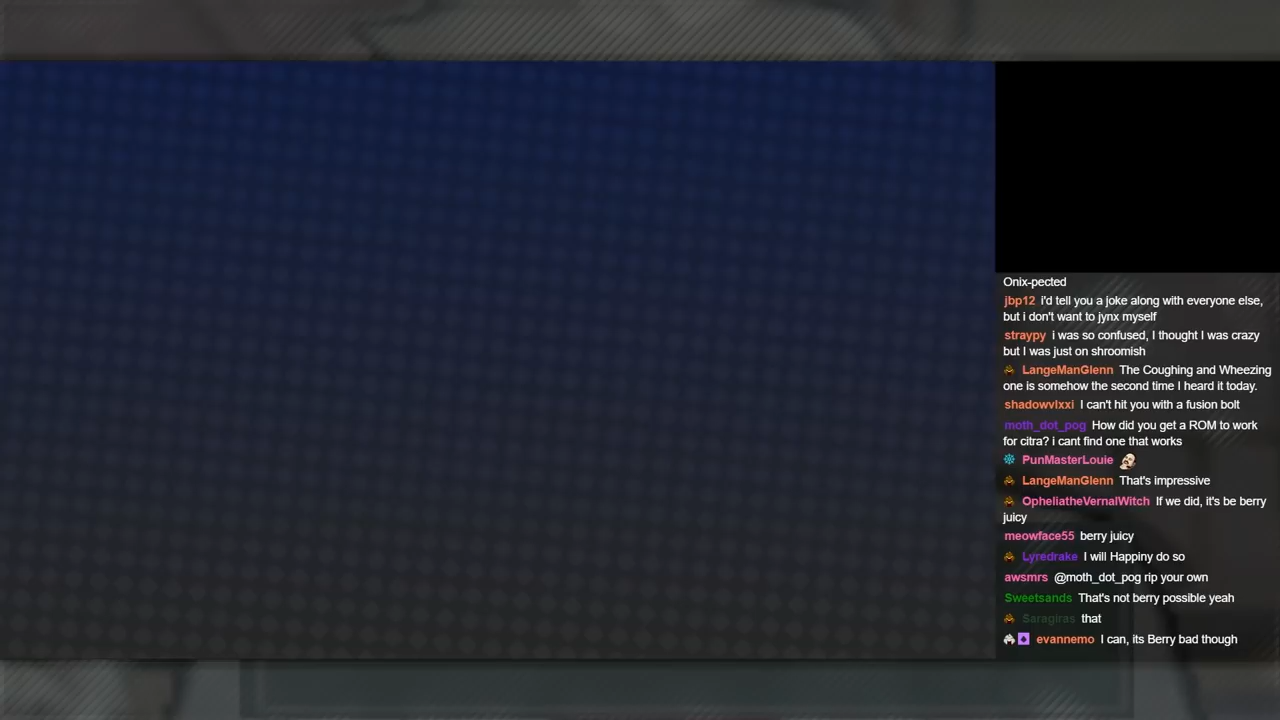 Onix-pected
jbp12 i'd tell you a joke along with everyone else,
but i don't want to jynx myself
straypy i was so confused, I thought I was crazy
but I was just on shroomish
LangeManGlenn The Coughing and Wheezing
one is somehow the second time I heard it today.
shadowvlxxi I can't hit you with a fusion bolt
moth_dot_pog How did you get a ROM to work
for citra? i cant find one that works
PunMasterLouie
LangeManGlenn That's impressive
OpheliatheVernalWitch If we did, it's be berry
juicy
meowface55 berry juicy
Lyredrake I will Happiny do so
awsmrs @moth_dot_pog rip your own
Sweetsands That's not berry possible yeah
Saragiras that
evannemo I can, its Berry bad though